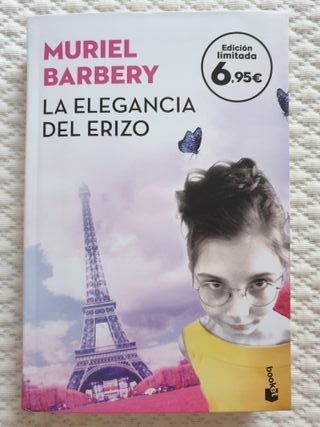 MURIEL
BARBERY
LA ELEGANCIA
DEL ERIZO
Edición
limitada
6,95€
booket